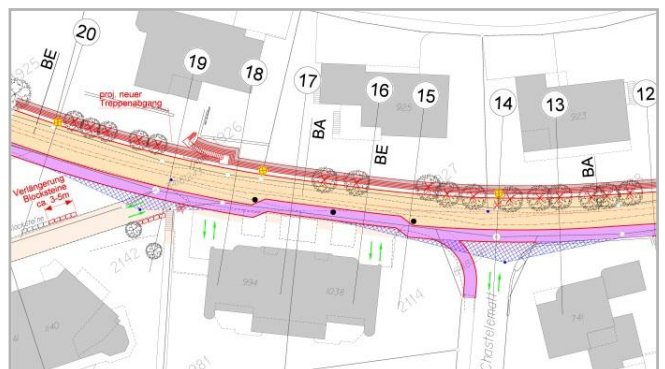 20
19
18
17
16
15
14
13
12
BE
BA
BE
BA
proj. neuer
Treppenabgang
925
923
Verlängerung
Blocksteine
ca. 3-5m
2142
994
1038
2114
741
Chastelematt